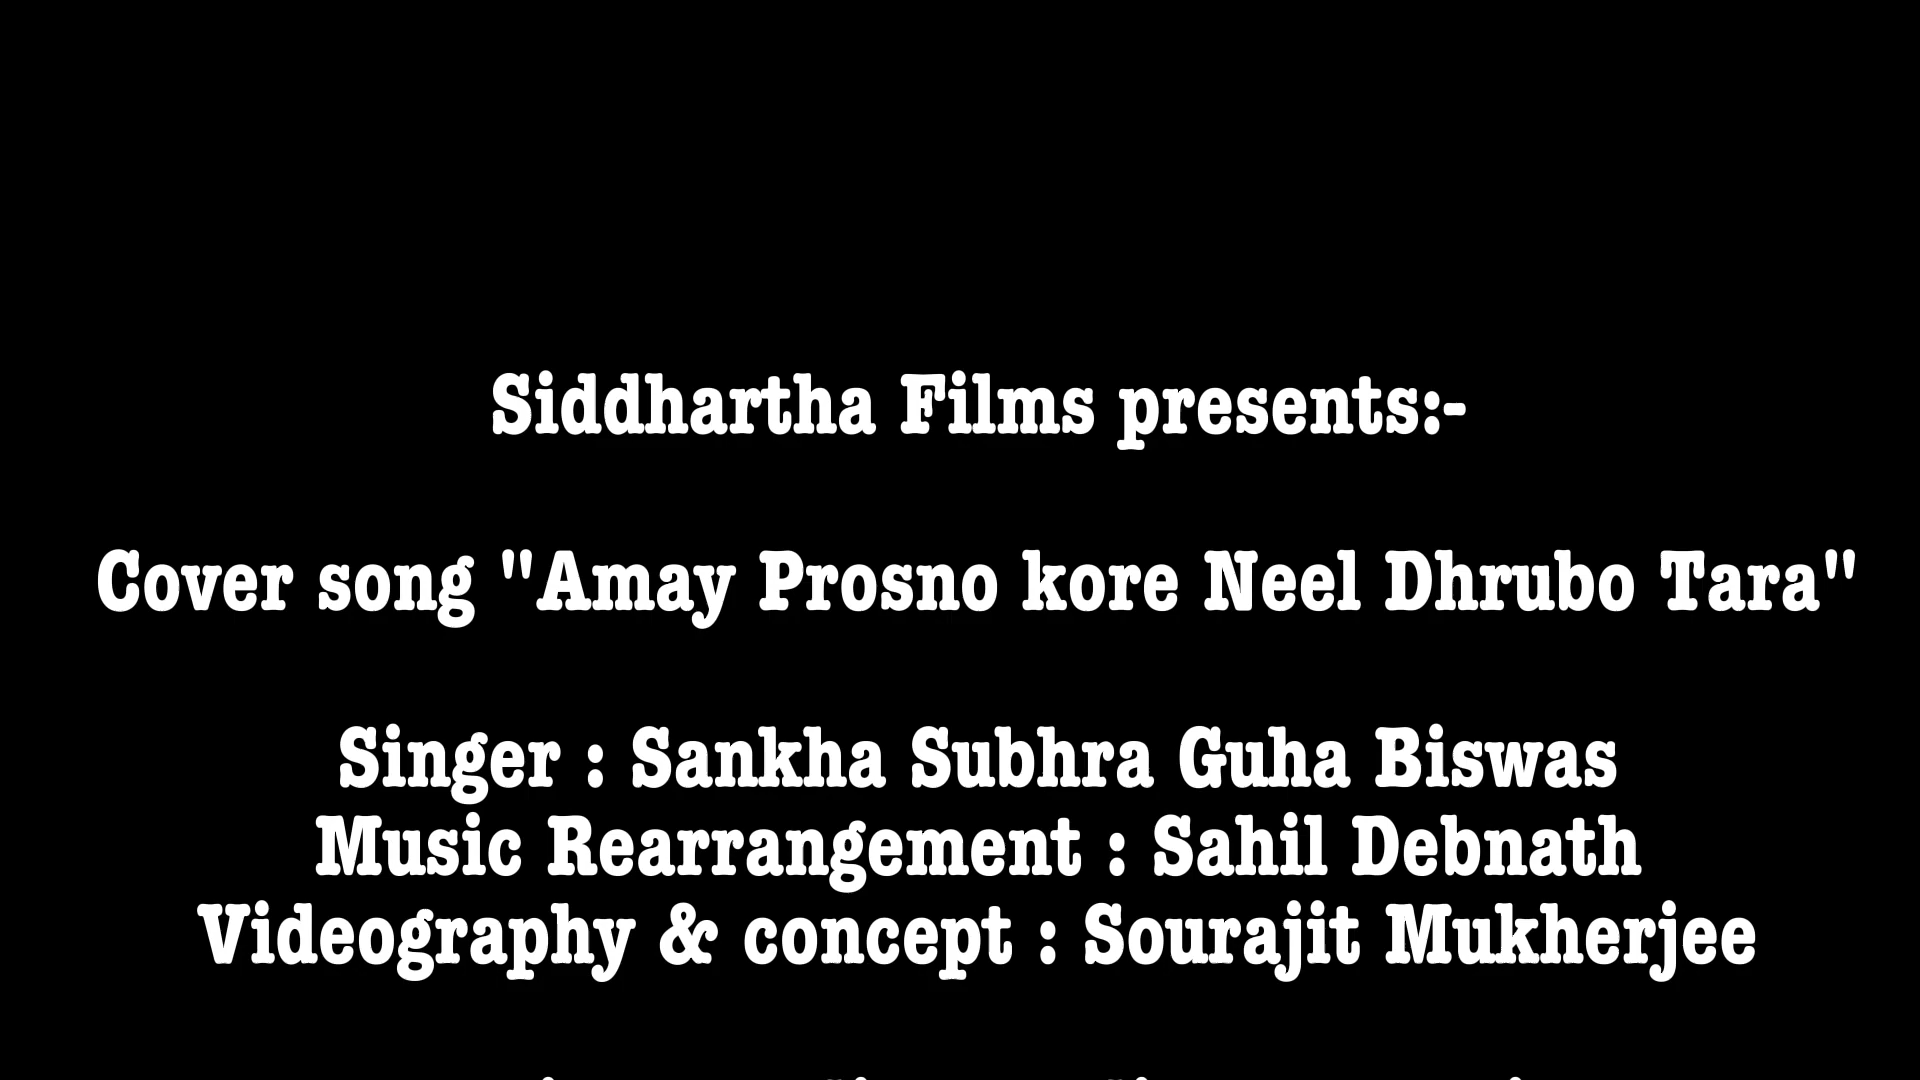 Siddhartha Films presents:-
Cover song "Amay Prosno kore Neel Dhrubo Tara"
Singer : Sankha Subhra Guha Biswas
Music Rearrangement : Sahil Debnath
Videography & concept : Sourajit Mukherjee